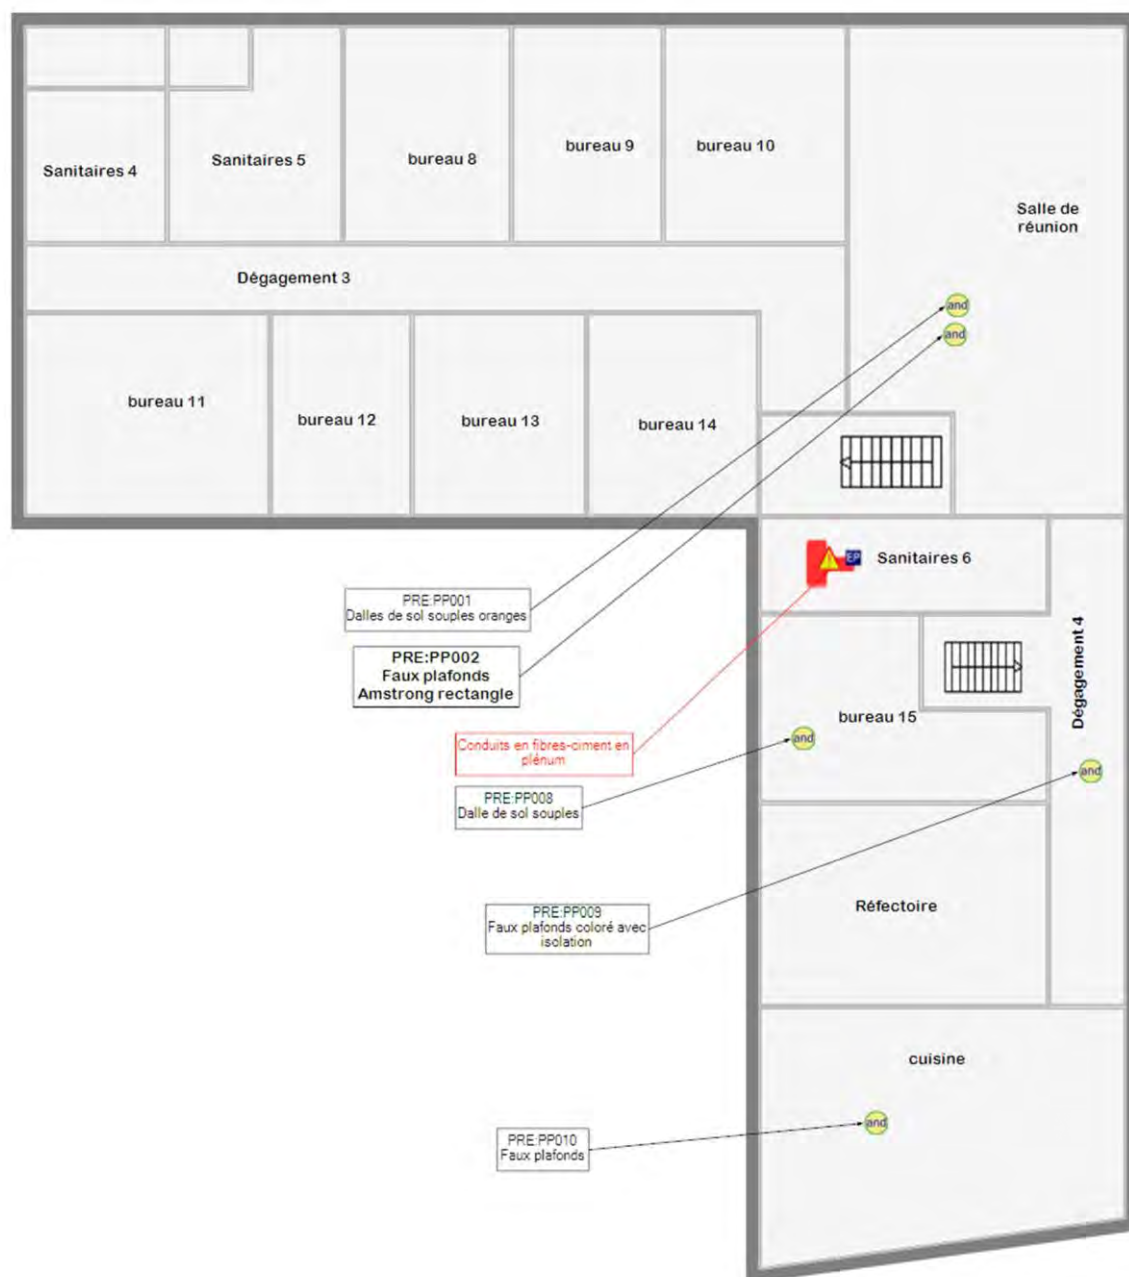 Sanitaires 4
Sanitaires 5
bureau 8
bureau 9
bureau 10
Salle de
réunion
Dégagement 3
and
and
bureau 11
bureau 12
bureau 13
bureau 14
EP
Sanitaires 6
PRE:PP001
Dalles de sol souples oranges
PRE:PP002
Faux plafonds
Amstrong rectangle
Dégagement 4
bureau 15
and
Conduits en fibres-ciment en
plénum
and
PRE:PP008
Dalle de sol souples
PRE:PP009
Faux plafonds coloré avec
isolation
Réfectoire
cuisine
and
PRE:PP010
Faux plafonds